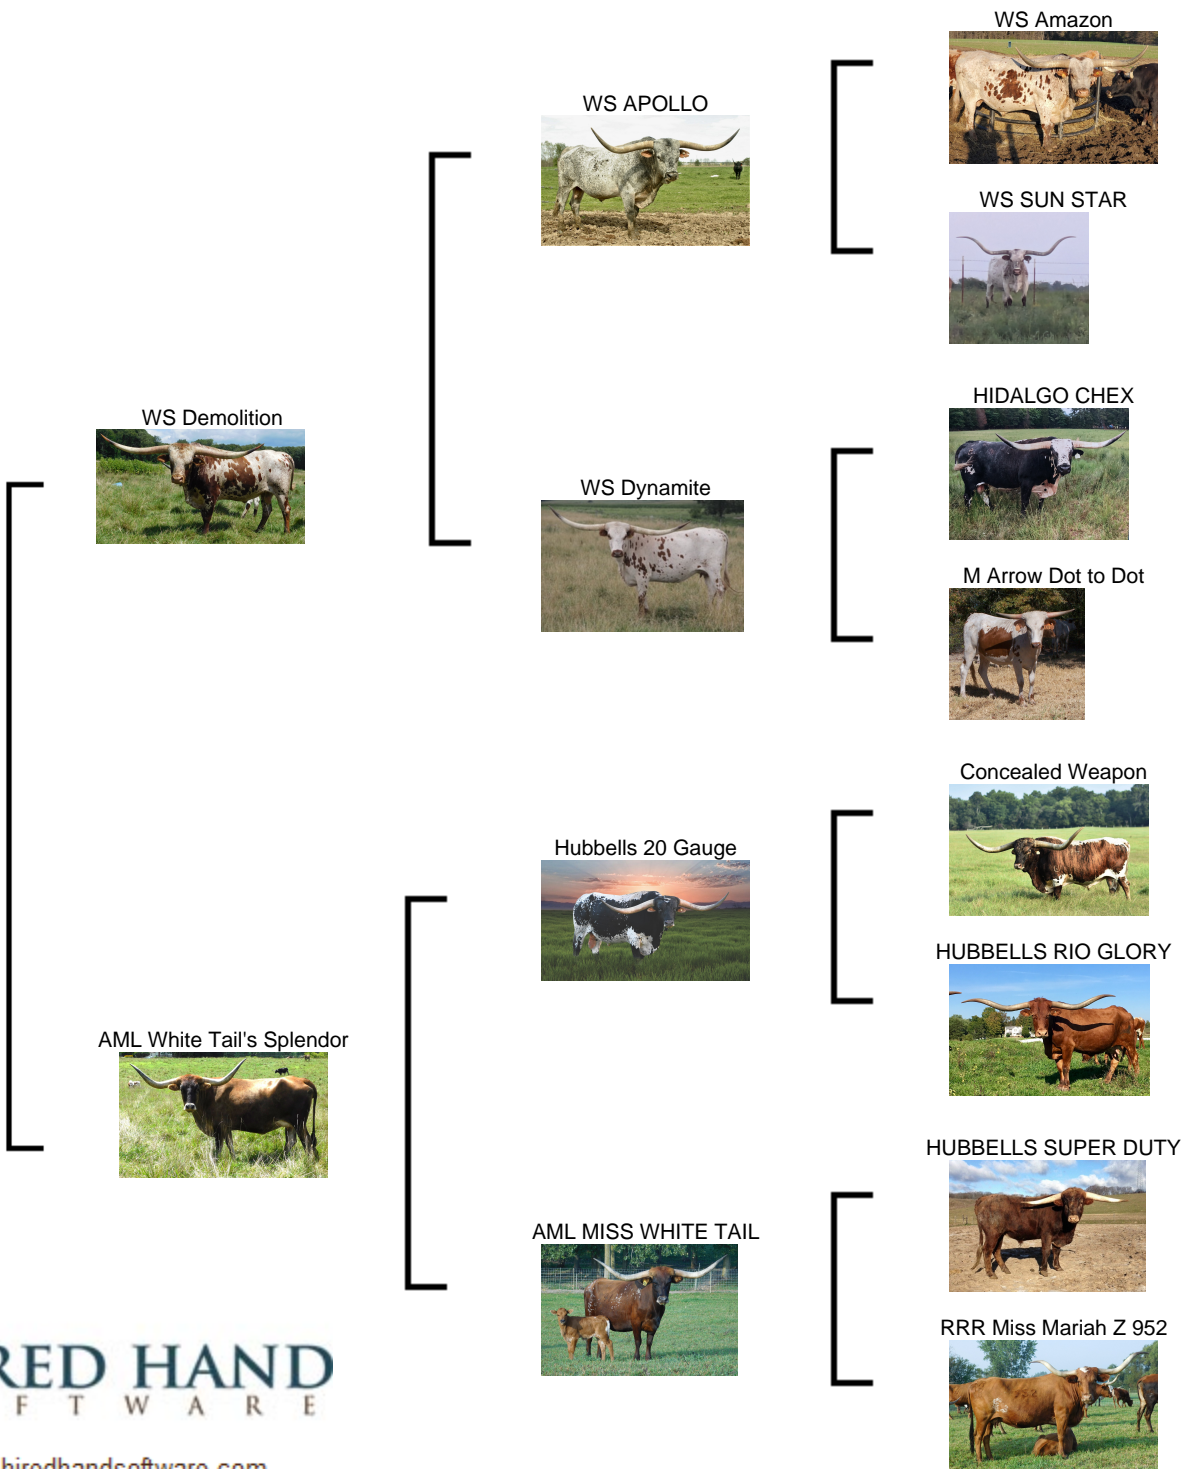 WS Amazon
WS APOLLO
WS SUN STAR
HIDALGO CHEX
WS Demolition
WS Dynamite
M Arrow Dot to Dot
Concealed Weapon
Hubbells 20 Gauge
HUBBELLS RIO GLORY
AML White Tail's Splendor
HUBBELLS SUPER DUTY
AML MISS WHITE TAIL
RRR Miss Mariah Z 952
RED HAND
F T W A R E
hiredhandsoftware.com